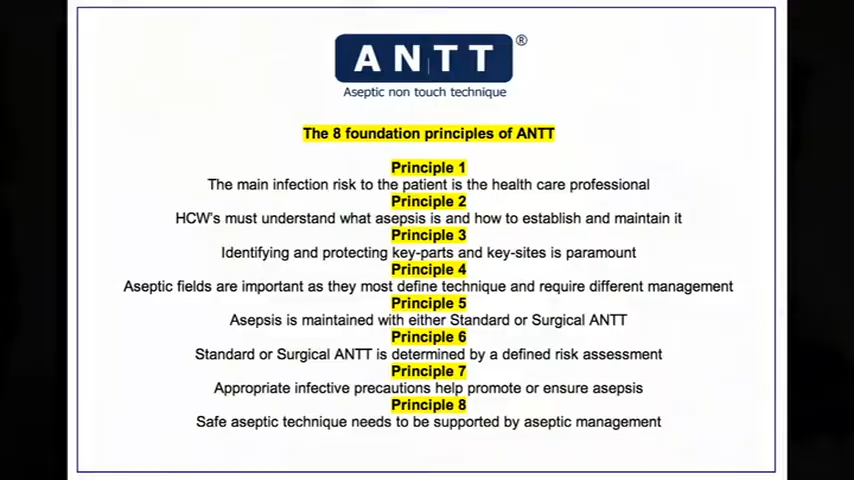 ANTT®
Aseptic non touch technique
The 8 foundation principles of ANTT
Principle 1
The main infection risk to the patient is the health care professional
Principle 2
HCW's must understand what asepsis is and how to establish and maintain it
Principle 3
Identifying and protecting key-parts and key-sites is paramount
Principle 4
Aseptic fields are important as they most define technique and require different management
Principle 5
Asepsis is maintained with either Standard or Surgical ANTT
Principle 6
Standard or Surgical ANTT is determined by a defined risk assessment
Principle 7
Appropriate infective precautions help promote or ensure asepsis
Principle 8
Safe aseptic technique needs to be supported by aseptic management